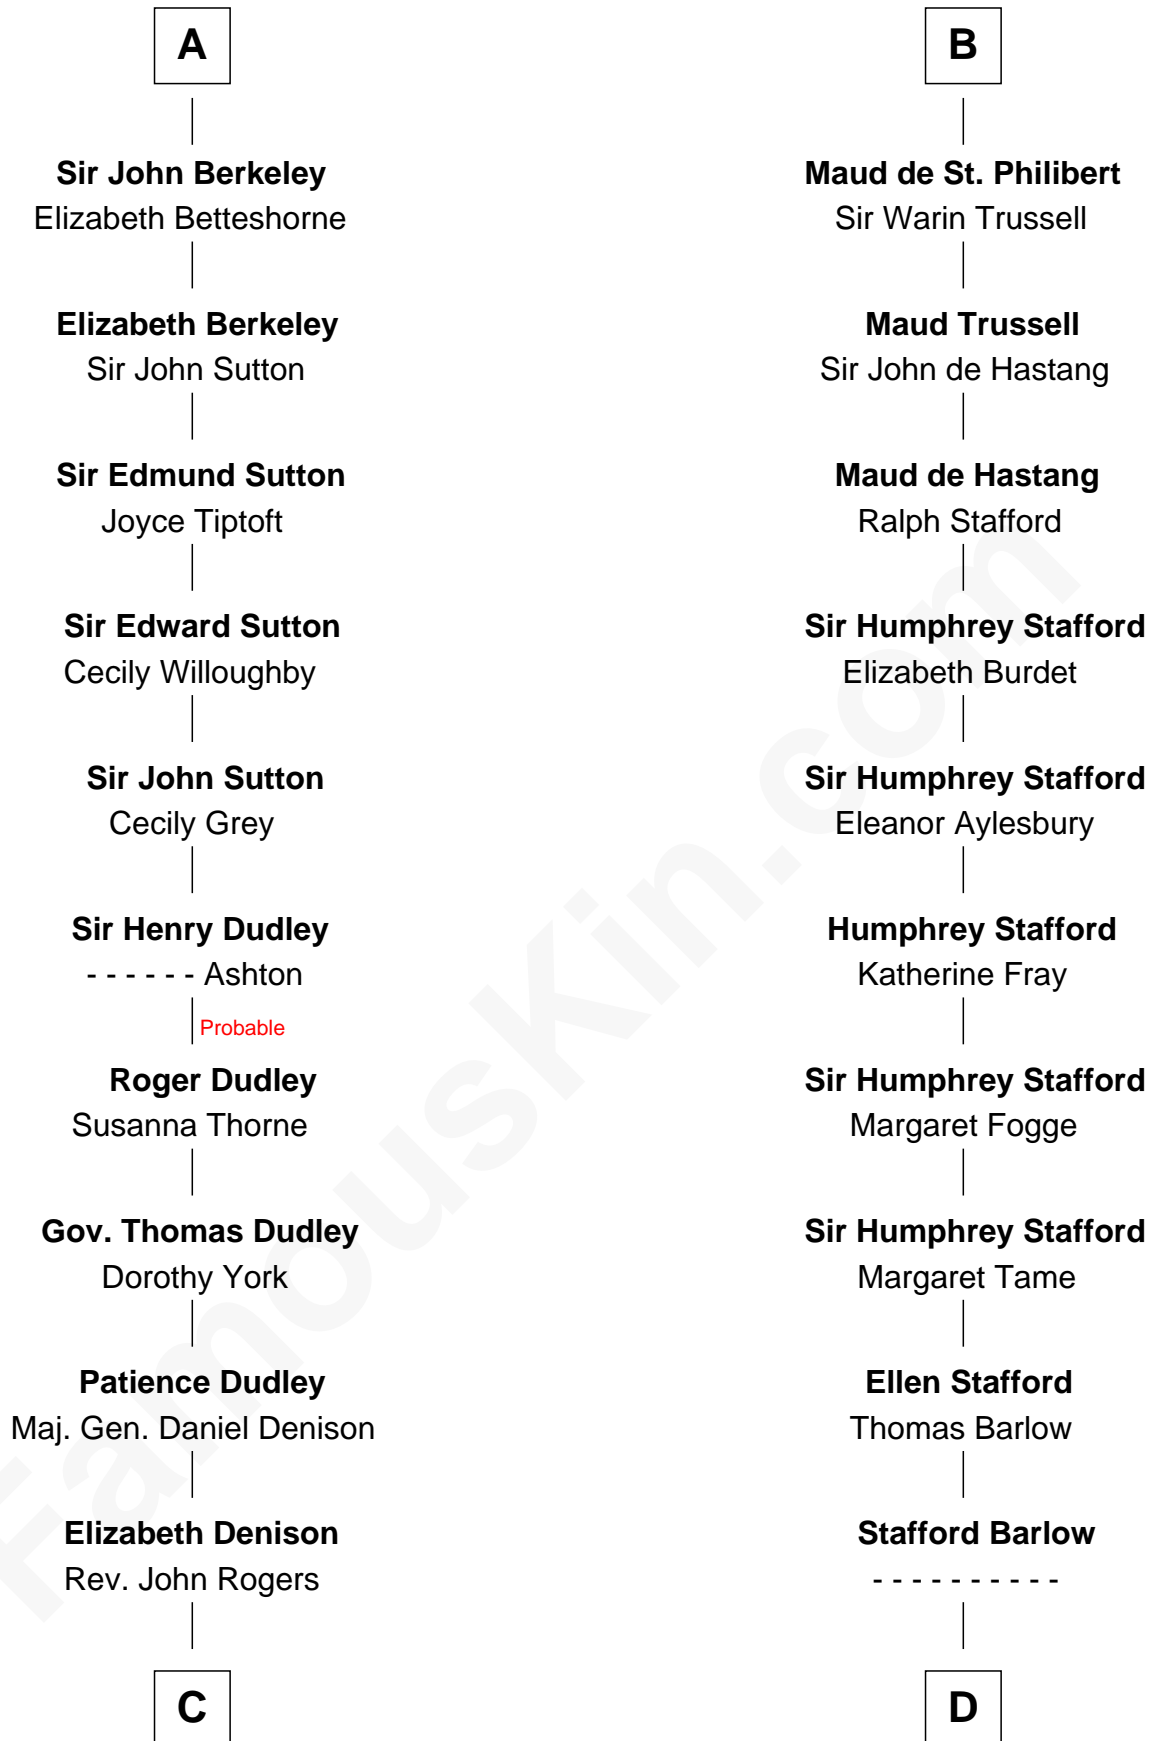 A
Sir John Berkeley
Elizabeth Betteshorne
Elizabeth Berkeley
Sir John Sutton
Sir Edmund Sutton
Joyce Tiptoft
Sir Edward Sutton
Cecily Willoughby
Sir John Sutton
Cecily Grey
Sir Henry Dudley
- - - - - - Ashton
Probable
Roger Dudley
Susanna Thorne
Gov. Thomas Dudley
Dorothy York
Patience Dudley
Maj. Gen. Daniel Denison
Elizabeth Denison
Rev. John Rogers
C
B
Maud de St. Philibert
Sir Warin Trussell
Maud Trussell
Sir John de Hastang
Maud de Hastang
Ralph Stafford
Sir Humphrey Stafford
Elizabeth Burdet
Sir Humphrey Stafford
Eleanor Aylesbury
Humphrey Stafford
Katherine Fray
Sir Humphrey Stafford
Margaret Fogge
Sir Humphrey Stafford
Margaret Tame
Ellen Stafford
Thomas Barlow
Stafford Barlow
- - - - - - - - - -
D
FamousKin.com